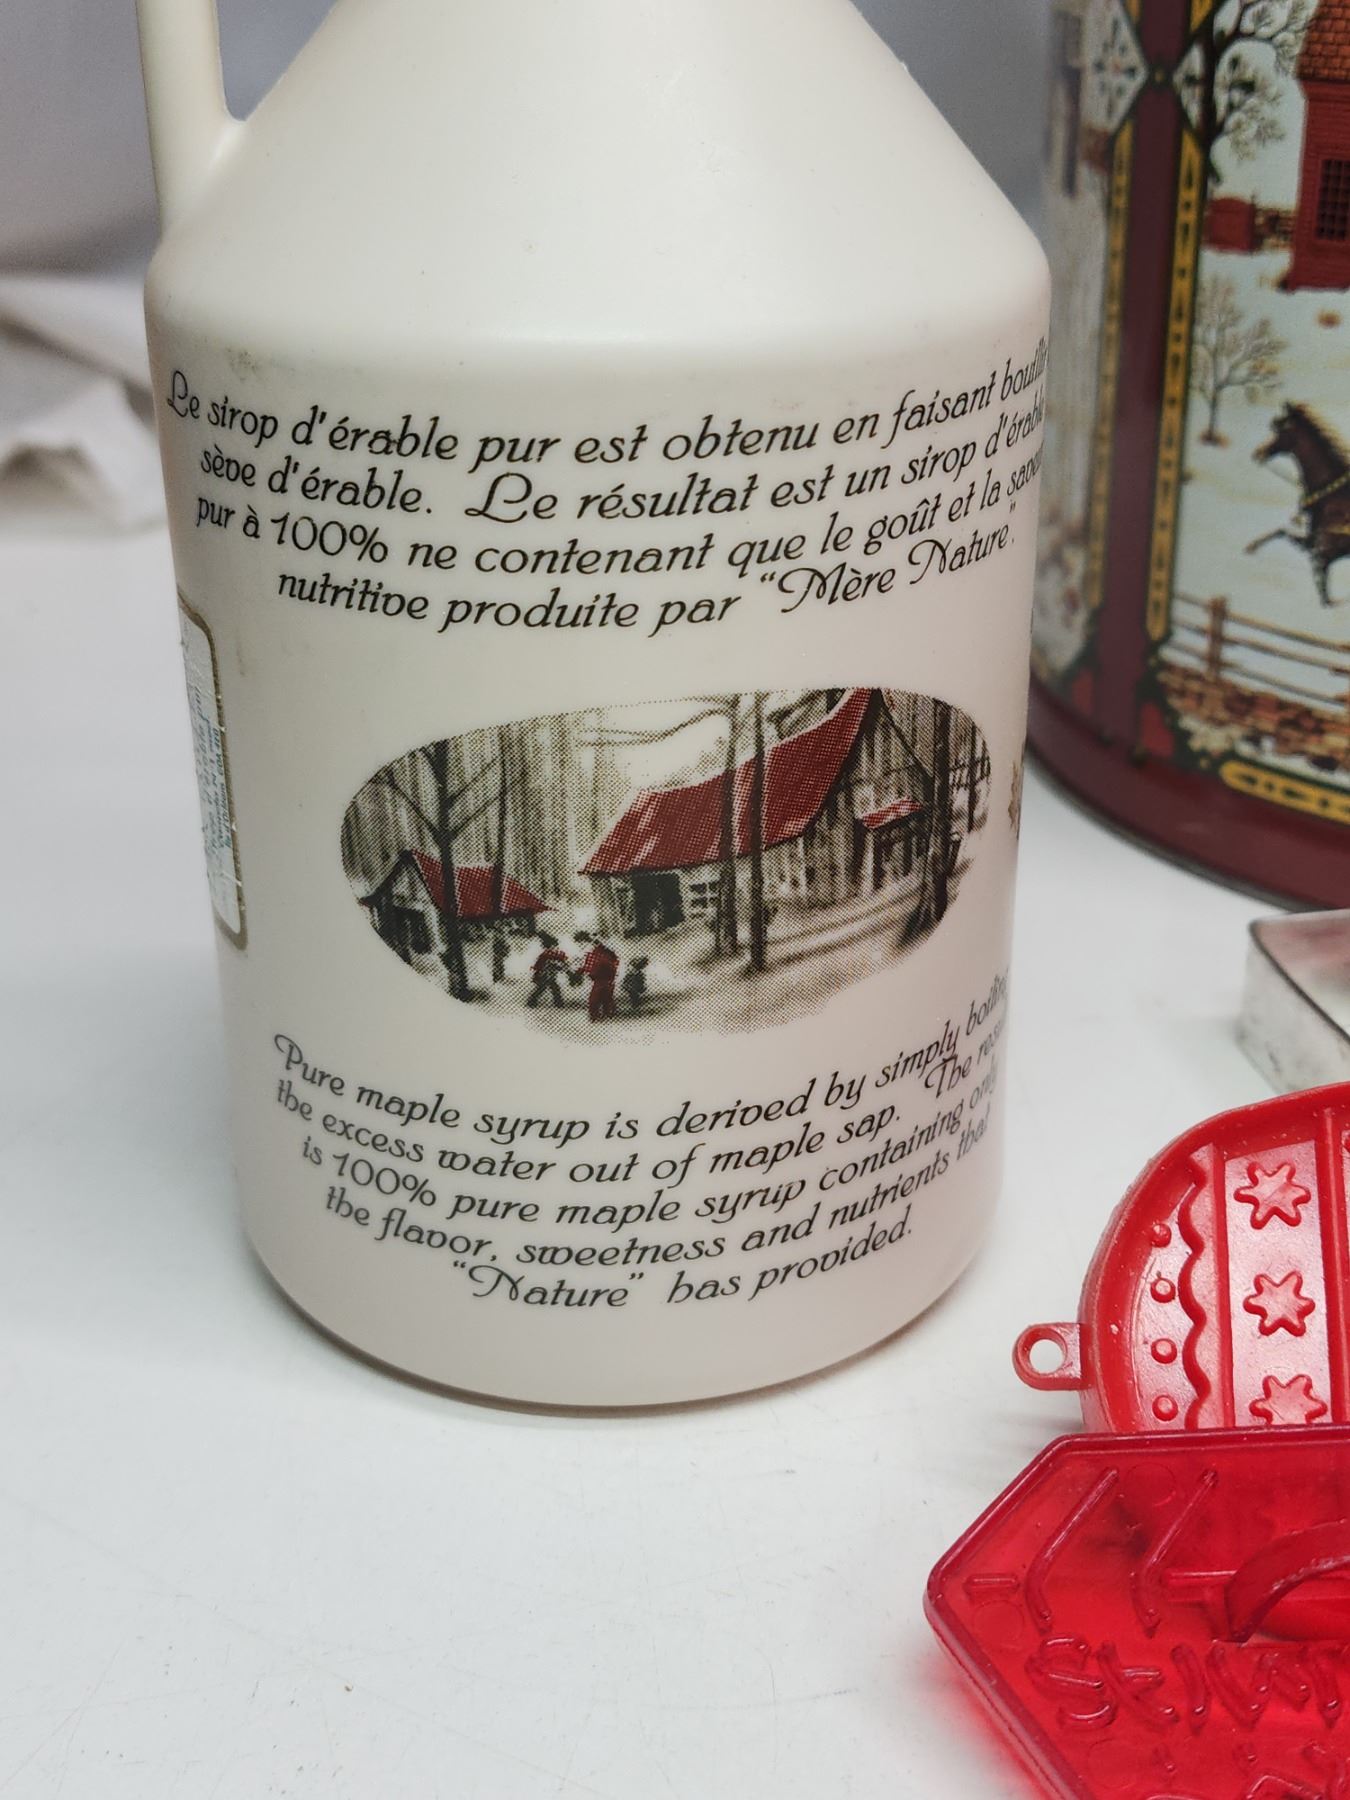 Le sirop d'érable pur est obtenu en faisant
sève d'érable. Le résultat est un sirop d'érable
pur à 100% ne contenant que le goût et la
nutritive produite par "Mère Nature".
Pure maple syrup is derived by simply boiling
the excess water out of maple sap. The
is 100% pure maple syrup containing only
the flavor, sweetness and nutrients that
"Nature" has provided.